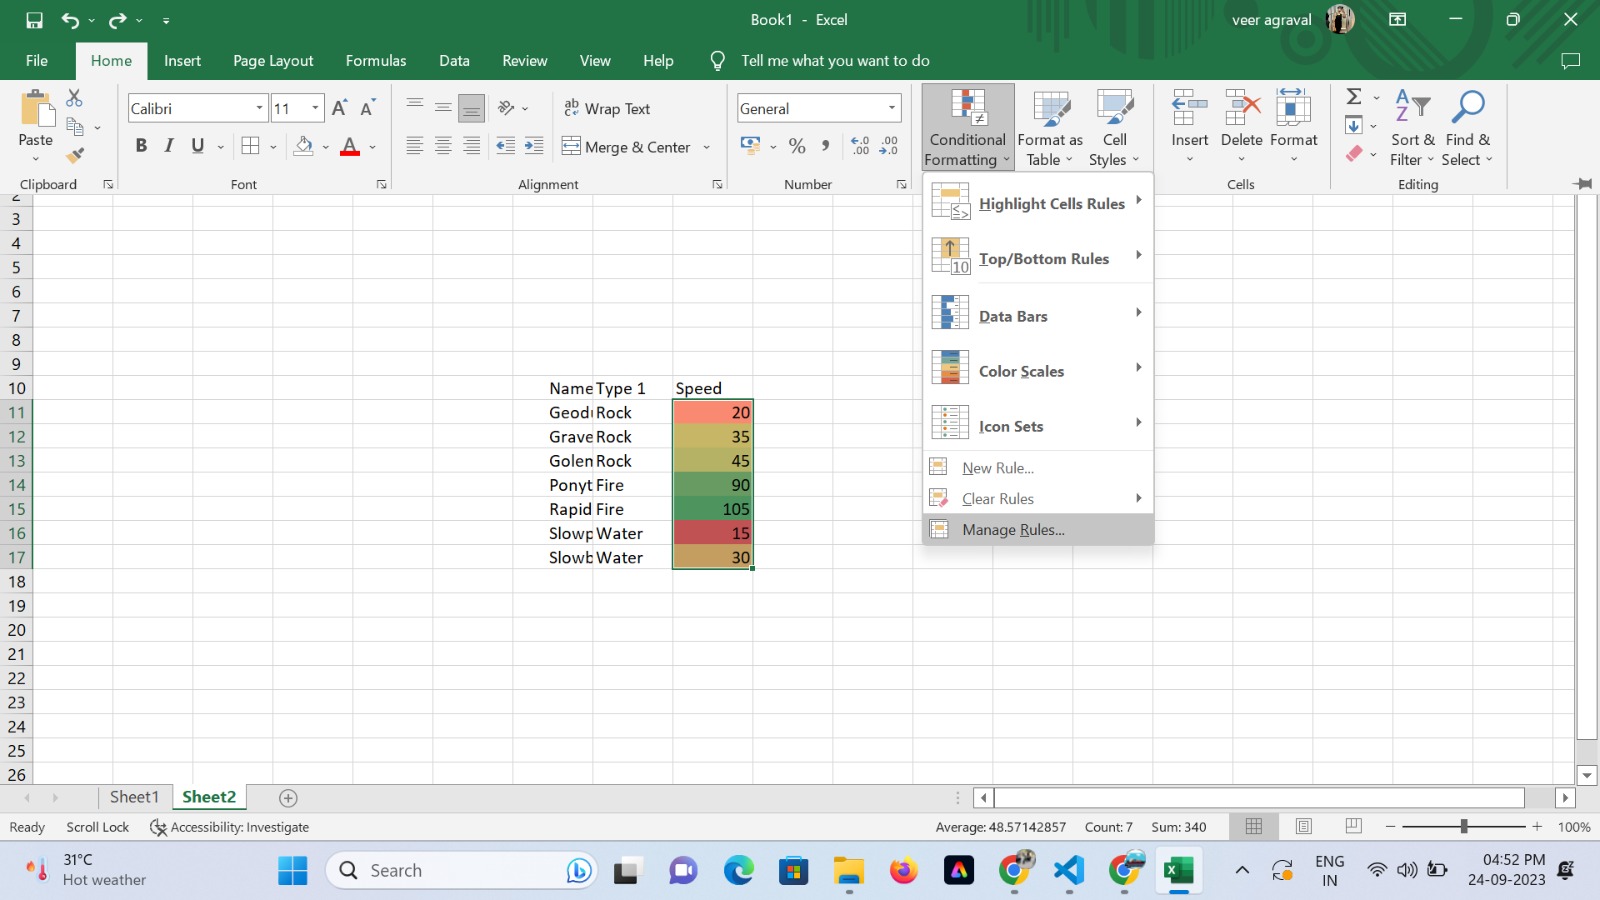 Book1 - Excel
veer agraval
File Home Insert Page Layout Formulas Data Review View Help Tell me what you want to do
Paste
Clipboard
Calibri 11
B I U
Font
Wrap Text
Merge & Center
Alignment
General
Number
Conditional Formatting
Format as Table
Cell Styles
Insert Delete Format
Cells
Sort & Filter
Find & Select
Editing
Highlight Cells Rules
Top/Bottom Rules
Data Bars
Color Scales
Icon Sets
New Rule...
Clear Rules
Manage Rules...
3
4
5
6
7
8
9
10 Name Type 1 Speed
11 Geodu Rock 20
12 Grave Rock 35
13 Golem Rock 45
14 Ponyt Fire 90
15 Rapid Fire 105
16 Slowp Water 15
17 Slowb Water 30
18
19
20
21
22
23
24
25
26
Sheet1 Sheet2
Ready Scroll Lock Accessibility: Investigate Average: 48.57142857 Count: 7 Sum: 340 100%
31°C
Hot weather
Search
ENG
IN
04:52 PM
24-09-2023